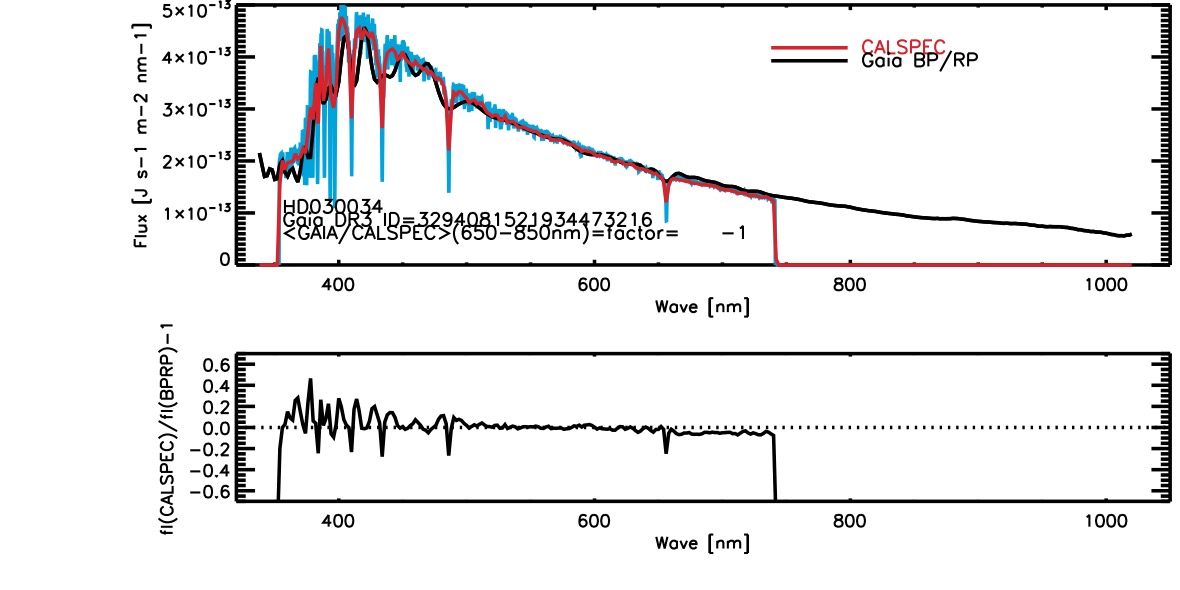 5×10−13
4×10−13
3×10−13
2×10−13
1×10−13
0
Flux [J s−1 m−2 nm−1]
CALSPEC
Gaia BP/RP
HD030034
Gaia DR3 ID=3294081521934473216
<GAIA/CALSPEC>(650−850nm)=factor= −1
400 600 800 1000
Wave [nm]
fl(CALSPEC)/fl(BPRP)−1
0.6
0.4
0.2
0.0
−0.2
−0.4
−0.6
400 600 800 1000
Wave [nm]